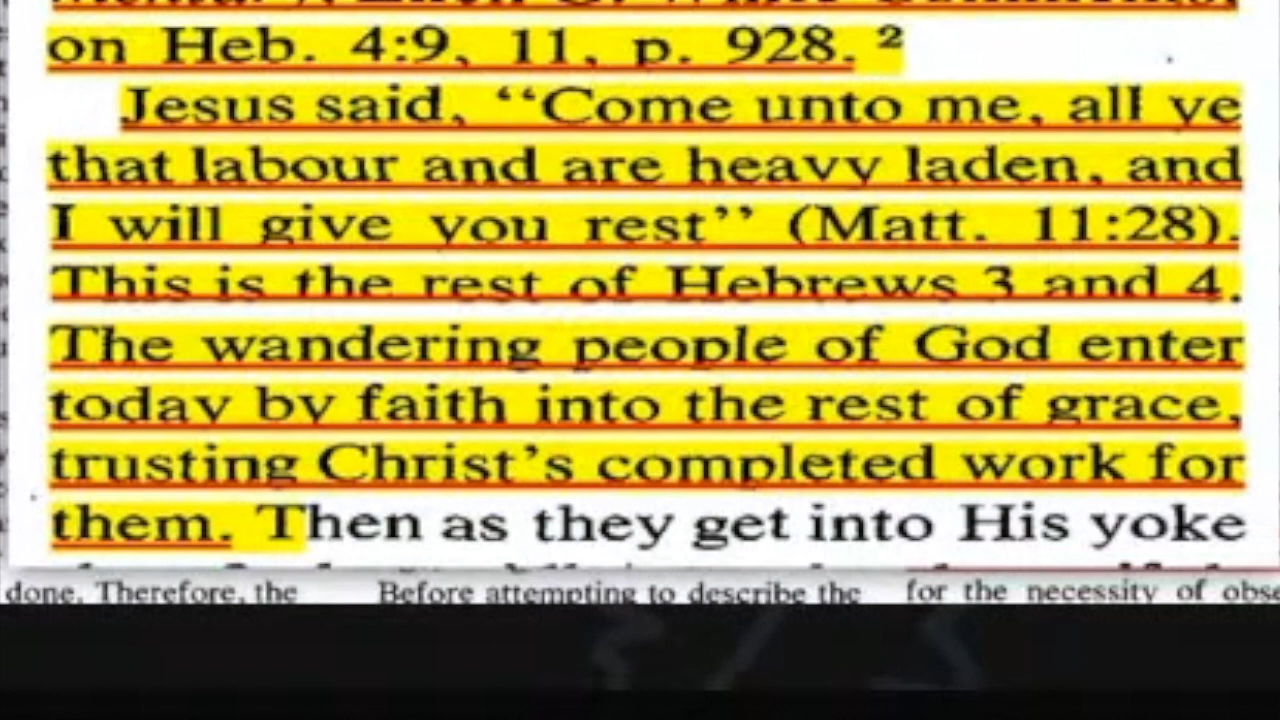 on Heb. 4:9, 11, p. 928. ²
Jesus said, “Come unto me, all ye
that labour and are heavy laden, and
I will give you rest” (Matt. 11:28).
This is the rest of Hebrews 3 and 4.
The wandering people of God enter
today by faith into the rest of grace,
trusting Christ’s completed work for
them. Then as they get into His yoke
done. Therefore, the
Before attempting to describe the
for the necessity of